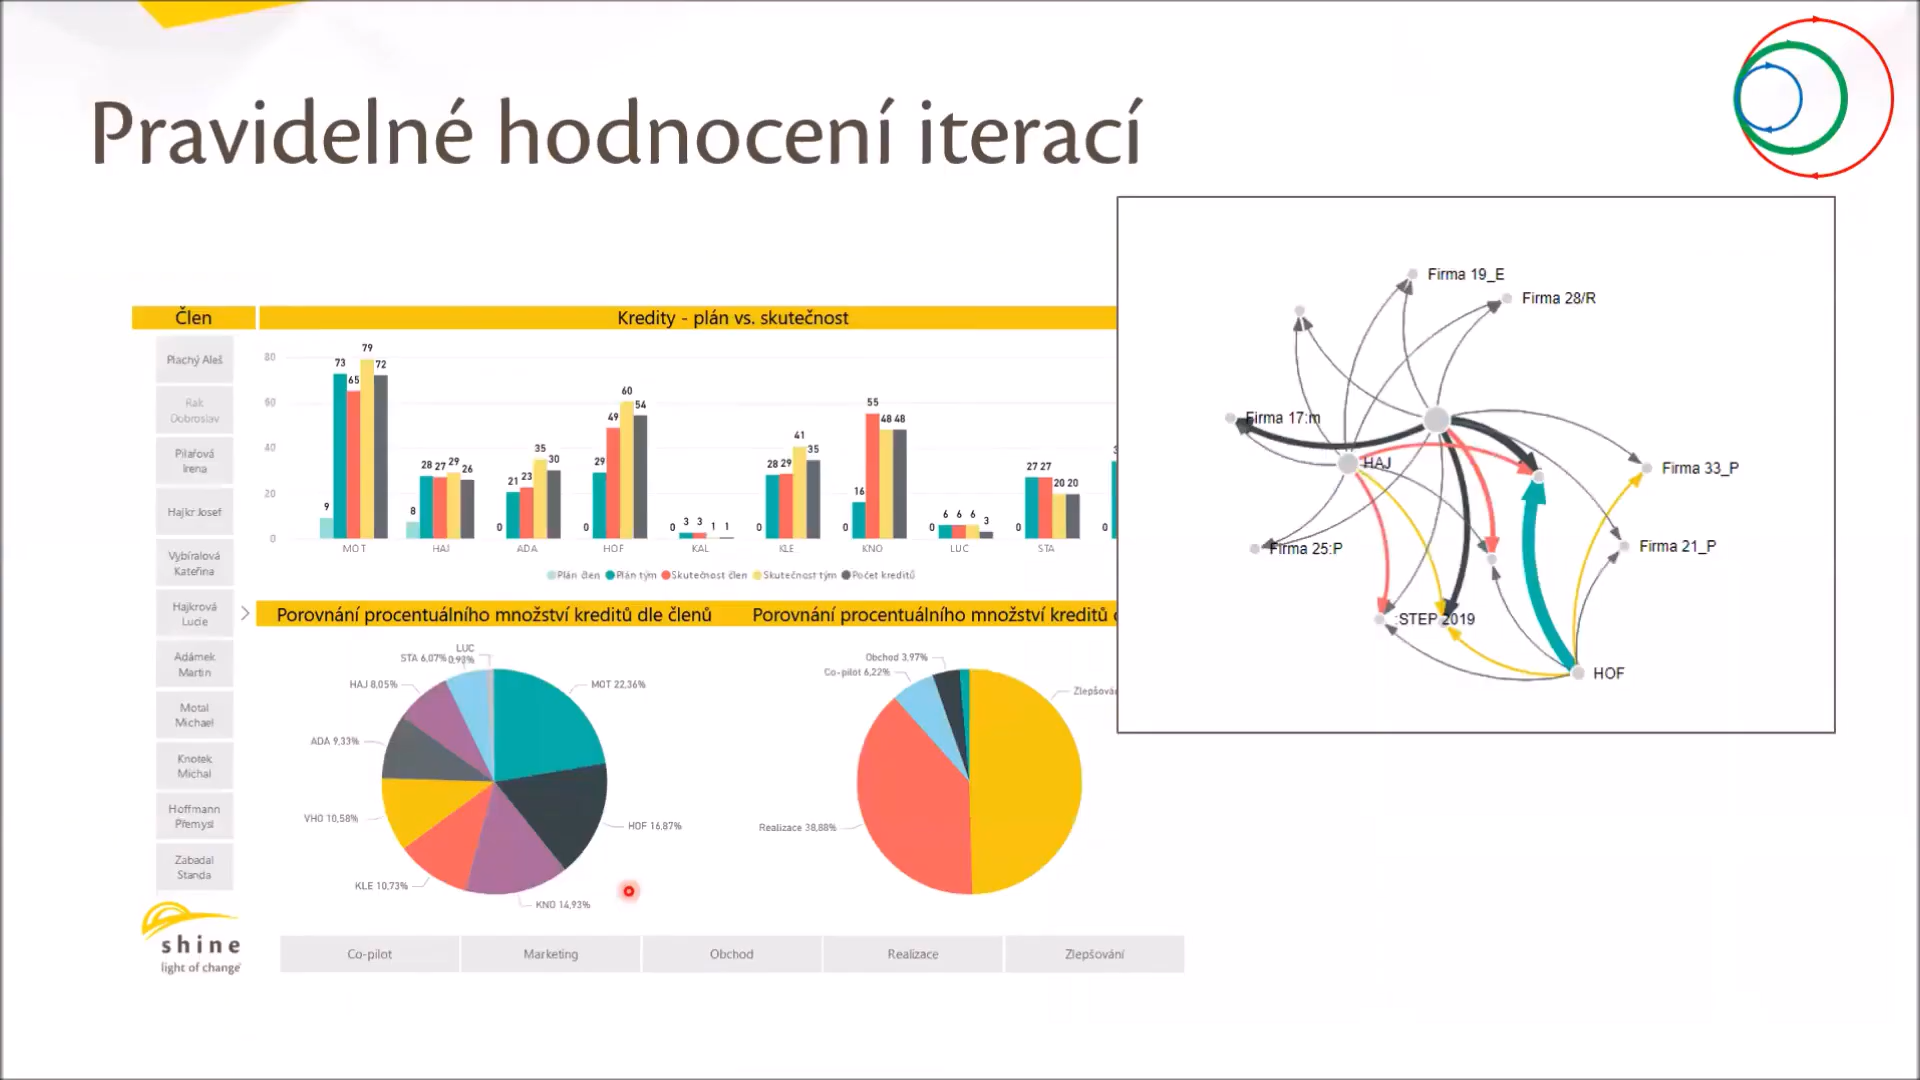 Pravidelné hodnocení iterací
Člen
Plachý Aleš
Rak
Dobroslav
Pilařová
Irena
Hajkr Josef
Vybíralová
Kateřina
Hajkrová
Lucie
Adámek
Martin
Motal
Michael
Knotek
Michal
Hoffmann
Přemysl
Zabadal
Standa
shine
light of change
Kredity - plán vs. skutečnost
80
60
40
20
0
9 73 65 79 72
8 28 27 29 26
0 21 23 35 30
0 29 49 60 54
0 3 3 1 1
0 28 29 41 35
0 16 55 48 48
0 6 6 6 3
0 27 27 20 20
0
MOT HAJ ADA HOF KAL KLE KNO LUC STA
Plán člen Plán tým Skutečnost člen Skutečnost tým Počet kreditů
Porovnání procentuálního množství kreditů dle členů
LUC
0,93%
STA 6,07%
HAJ 8,05%
ADA 9,33%
VHO 10,58%
KLE 10,73%
KNO 14,93%
HOF 16,87%
MOT 22,36%
Porovnání procentuálního množství kreditů
Obchod 3,97%
Co-pilot 6,22%
Realizace 38,88%
Co-pilot
Marketing
Obchod
Realizace
Zlepšování
Firma 19_E
Firma 28/R
Firma 17:m
HAJ
Firma 33_P
Firma 25:P
Firma 21_P
:STEP 2019
HOF